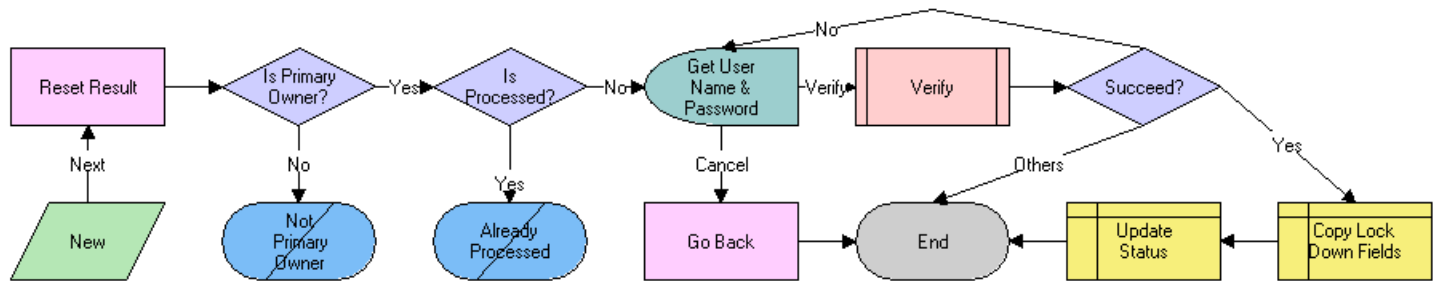 No
Reset Result
Is Primary
Owner?
Yes
Is
Processed?
No
Get User
Name &
Password
Verify
Verify
Succeed?
Next
No
Yes
Cancel
Others
Yes
New
Not
Primary
Owner
Already
Processed
Go Back
End
Update
Status
Copy Lock
Down Fields